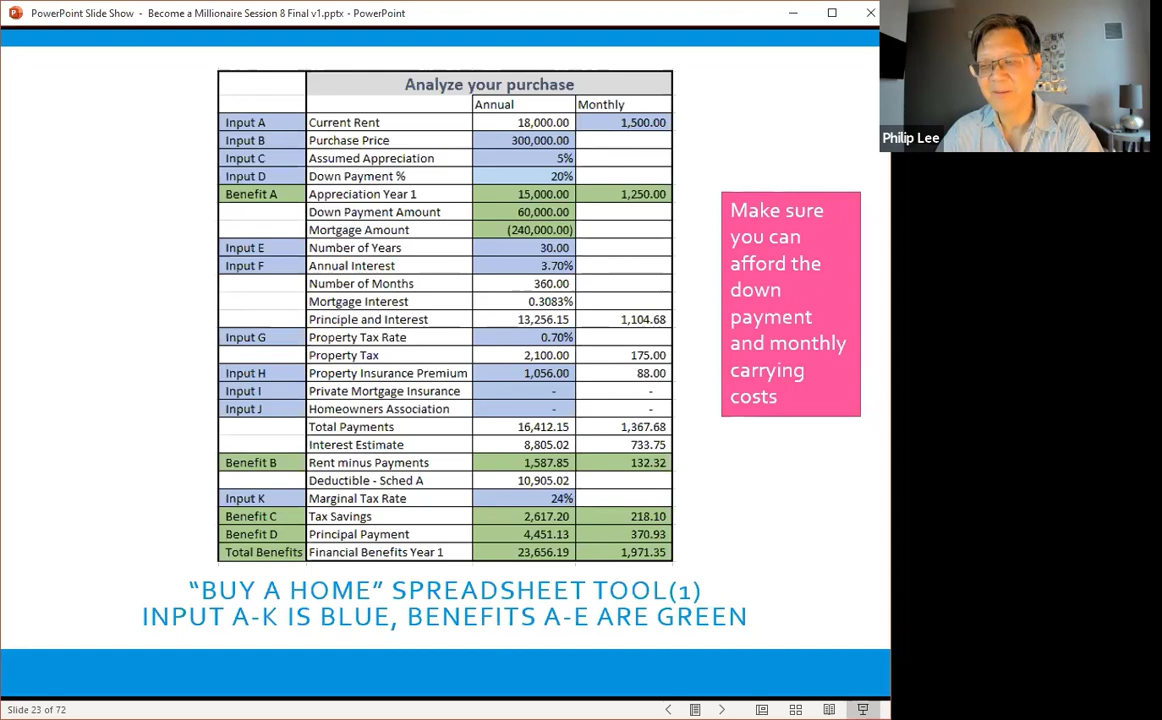 PowerPoint Slide Show - Become a Millionaire Session 8 Final v1.pptx - PowerPoint
Philip Lee
Analyze your purchase
Annual Monthly
Input A Current Rent 18,000.00 1,500.00
Input B Purchase Price 300,000.00
Input C Assumed Appreciation 5%
Input D Down Payment % 20%
Benefit A Appreciation Year 1 15,000.00 1,250.00
Down Payment Amount 60,000.00
Mortgage Amount (240,000.00)
Input E Number of Years 30.00
Input F Annual Interest 3.70%
Number of Months 360.00
Mortgage Interest 0.3083%
Principle and Interest 13,256.15 1,104.68
Input G Property Tax Rate 0.70%
Property Tax 2,100.00 175.00
Input H Property Insurance Premium 1,056.00 88.00
Input I Private Mortgage Insurance - -
Input J Homeowners Association - -
Total Payments 16,412.15 1,367.68
Interest Estimate 8,805.02 733.75
Benefit B Rent minus Payments 1,587.85 132.32
Deductible - Sched A 10,905.02
Input K Marginal Tax Rate 24%
Benefit C Tax Savings 2,617.20 218.10
Benefit D Principal Payment 4,451.13 370.93
Total Benefits Financial Benefits Year 1 23,656.19 1,971.35
Make sure
you can
afford the
down
payment
and monthly
carrying
costs
"BUY A HOME" SPREADSHEET TOOL(1)
INPUT A-K IS BLUE, BENEFITS A-E ARE GREEN
Slide 23 of 72